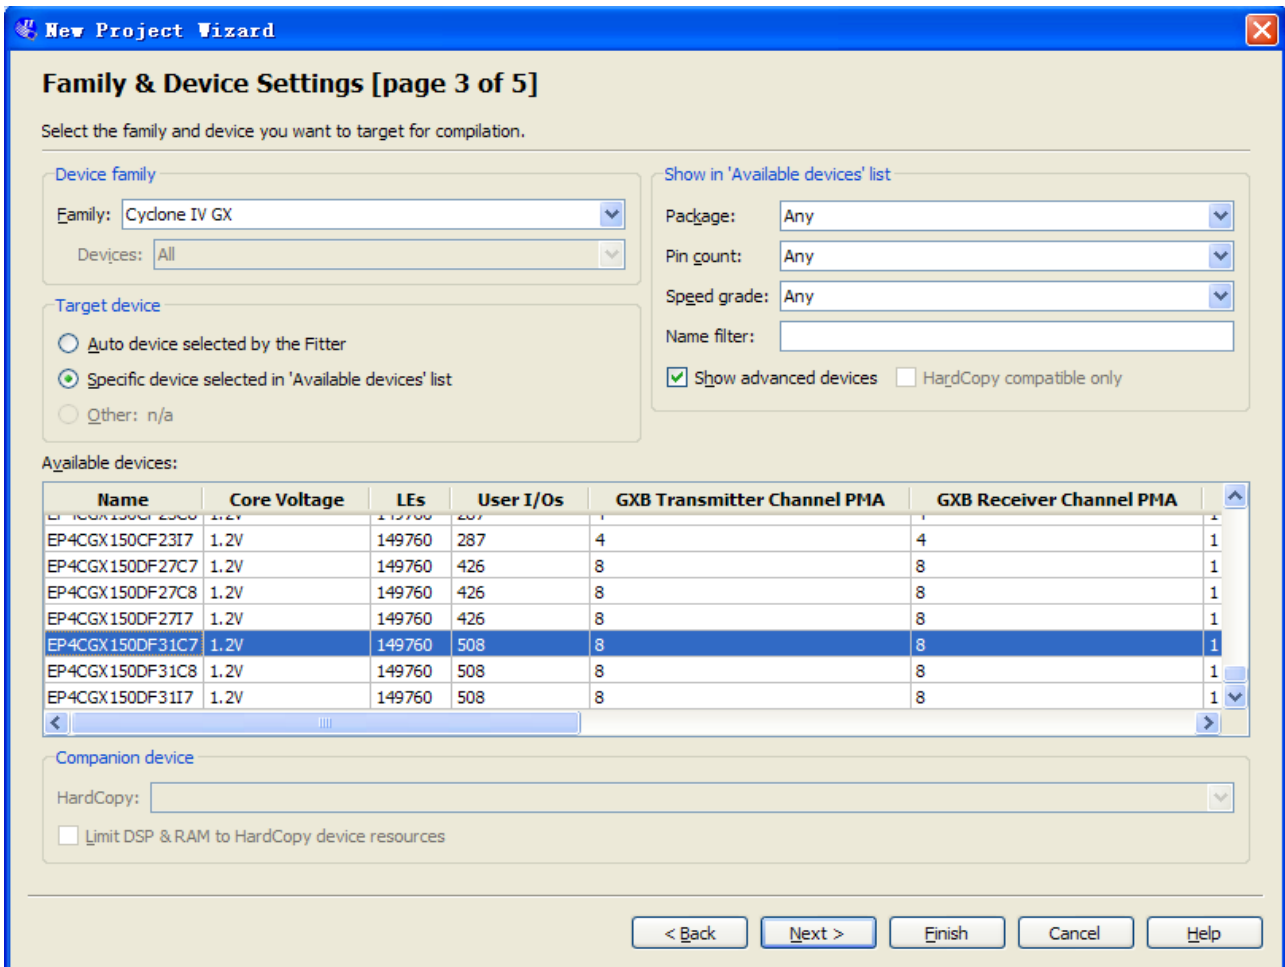 New Project Wizard
Family & Device Settings [page 3 of 5]
Select the family and device you want to target for compilation.
Device family
Family: Cyclone IV GX
Devices: All
Target device
Auto device selected by the Fitter
Specific device selected in 'Available devices' list
Other: n/a
Show in 'Available devices' list
Package: Any
Pin count: Any
Speed grade: Any
Name filter:
Show advanced devices HardCopy compatible only
Available devices:
Name Core Voltage LEs User I/Os GXB Transmitter Channel PMA GXB Receiver Channel PMA
EP4CGX150CF23I7 1.2V 149760 287 4 4 1
EP4CGX150DF27C7 1.2V 149760 426 8 8 1
EP4CGX150DF27C8 1.2V 149760 426 8 8 1
EP4CGX150DF27I7 1.2V 149760 426 8 8 1
EP4CGX150DF31C7 1.2V 149760 508 8 8 1
EP4CGX150DF31C8 1.2V 149760 508 8 8 1
EP4CGX150DF31I7 1.2V 149760 508 8 8 1
Companion device
HardCopy:
Limit DSP & RAM to HardCopy device resources
< Back Next > Finish Cancel Help